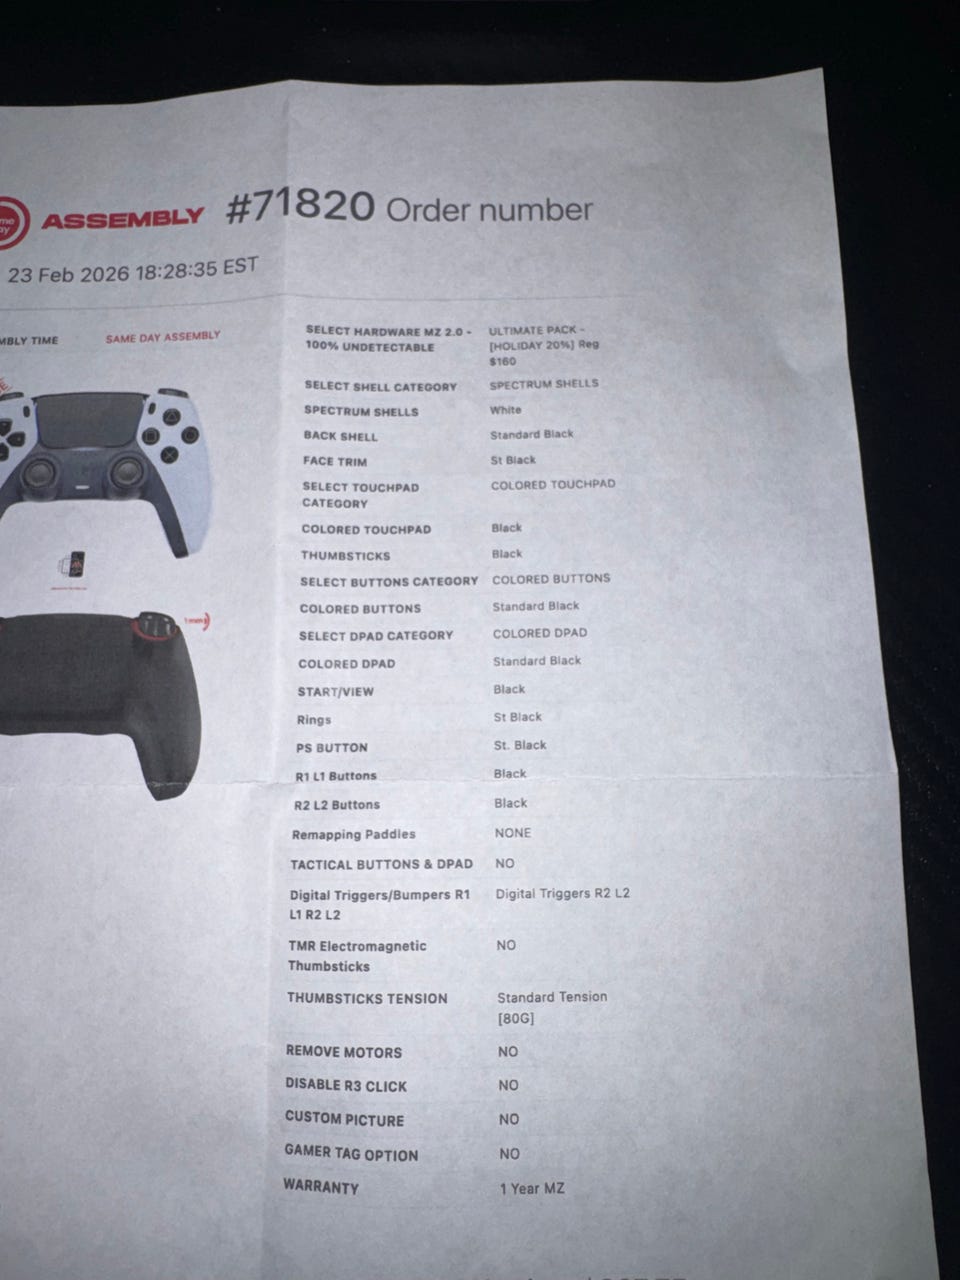 ASSEMBLY #71820 Order number
23 Feb 2026 18:28:35 EST
TIME SAME DAY ASSEMBLY
SELECT HARDWARE MZ 2.0 - ULTIMATE PACK -
100% UNDETECTABLE [HOLIDAY 20%] Reg
$160
SELECT SHELL CATEGORY SPECTRUM SHELLS
SPECTRUM SHELLS White
BACK SHELL Standard Black
FACE TRIM St Black
SELECT TOUCHPAD COLORED TOUCHPAD
CATEGORY
COLORED TOUCHPAD Black
THUMBSTICKS Black
SELECT BUTTONS CATEGORY COLORED BUTTONS
COLORED BUTTONS Standard Black
SELECT DPAD CATEGORY COLORED DPAD
COLORED DPAD Standard Black
START/VIEW Black
Rings St Black
PS BUTTON St. Black
R1 L1 Buttons Black
R2 L2 Buttons Black
Remapping Paddles NONE
TACTICAL BUTTONS & DPAD NO
Digital Triggers/Bumpers R1 Digital Triggers R2 L2
L1 R2 L2
TMR Electromagnetic NO
Thumbsticks
THUMBSTICKS TENSION Standard Tension
[80G]
REMOVE MOTORS NO
DISABLE R3 CLICK NO
CUSTOM PICTURE NO
GAMER TAG OPTION NO
WARRANTY 1 Year MZ